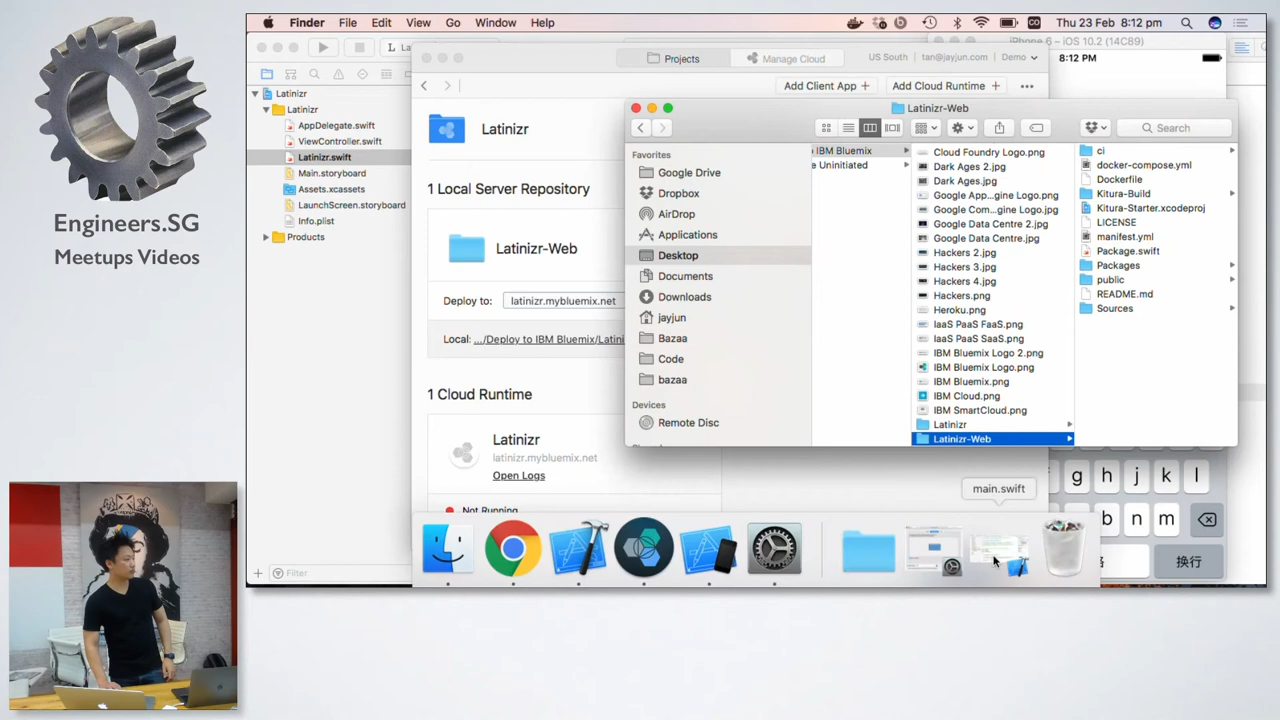 Engineers.SG
Meetups Videos
Finder File Edit View Go Window Help
Thu 23 Feb 8:12 pm
iPhone 6 – iOS 10.2 (14C89)
8:12 PM
Latinizr
Latinizr
AppDelegate.swift
ViewController.swift
Latinizr.swift
Main.storyboard
Assets.xcassets
LaunchScreen.storyboard
Info.plist
Products
Filter
Projects
Manage Cloud
US South
tan@jayjun.com
Demo
Add Client App +
Add Cloud Runtime +
Latinizr
1 Local Server Repository
Latinizr-Web
Deploy to: latinizr.mybluemix.net
Local: .../Deploy to IBM Bluemix/Latini
1 Cloud Runtime
Latinizr
latinizr.mybluemix.net
Open Logs
Not Running
Latinizr-Web
Search
Favorites
Google Drive
Dropbox
AirDrop
Applications
Desktop
Documents
Downloads
jayjun
Bazaa
Code
bazaa
Devices
Remote Disc
IBM Bluemix
e Uninitiated
Cloud Foundry Logo.png
Dark Ages 2.jpg
Dark Ages.jpg
Google App...gine Logo.png
Google Com...gine Logo.jpg
Google Data Centre 2.jpg
Google Data Centre.jpg
Hackers 2.jpg
Hackers 3.jpg
Hackers 4.jpg
Hackers.png
Heroku.png
IaaS PaaS FaaS.png
IaaS PaaS SaaS.png
IBM Bluemix Logo 2.png
IBM Bluemix Logo.png
IBM Bluemix.png
IBM Cloud.png
IBM SmartCloud.png
Latinizr
Latinizr-Web
ci
docker-compose.yml
Dockerfile
Kitura-Build
Kitura-Starter.xcodeproj
LICENSE
manifest.yml
Package.swift
Packages
public
README.md
Sources
main.swift
g h j k l
b n m
换行